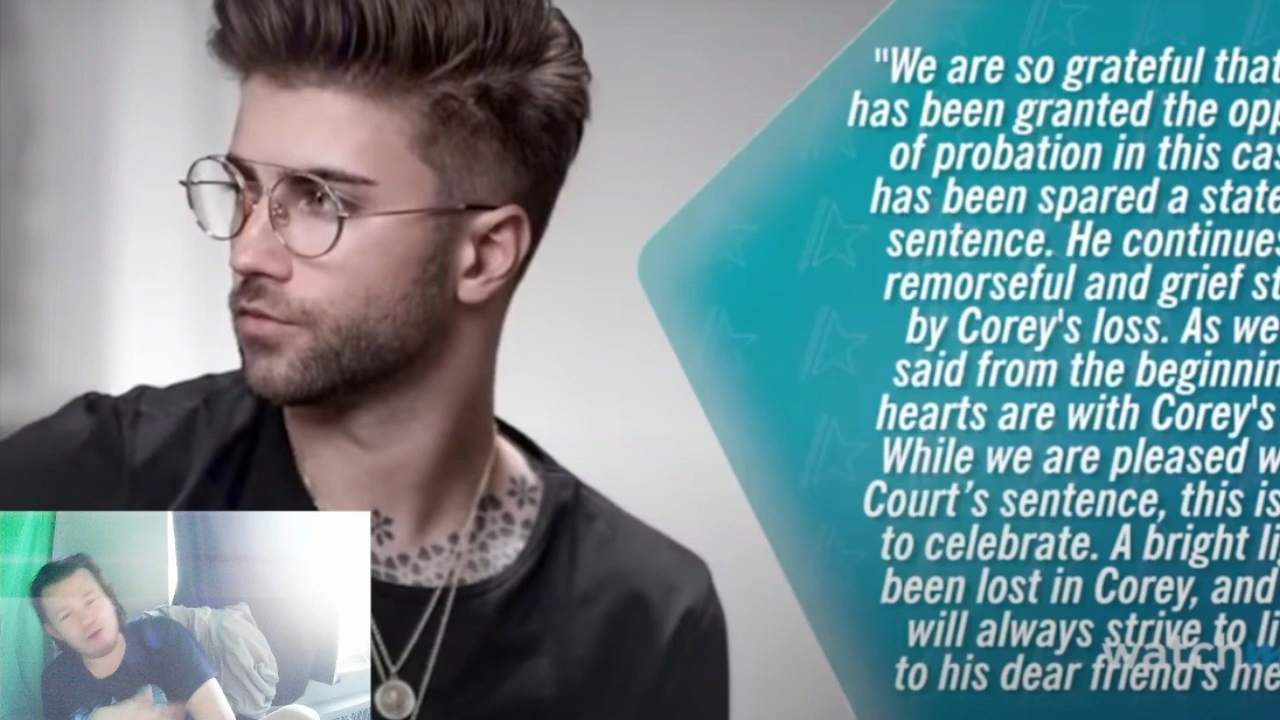 "We are so grateful that
has been granted the opp
of probation in this cas
has been spared a state
sentence. He continues
remorseful and grief st
by Corey's loss. As we
said from the beginnin
hearts are with Corey's
While we are pleased w
Court's sentence, this is
to celebrate. A bright li
been lost in Corey, and
will always strive to li
to his dear friend's me
watch